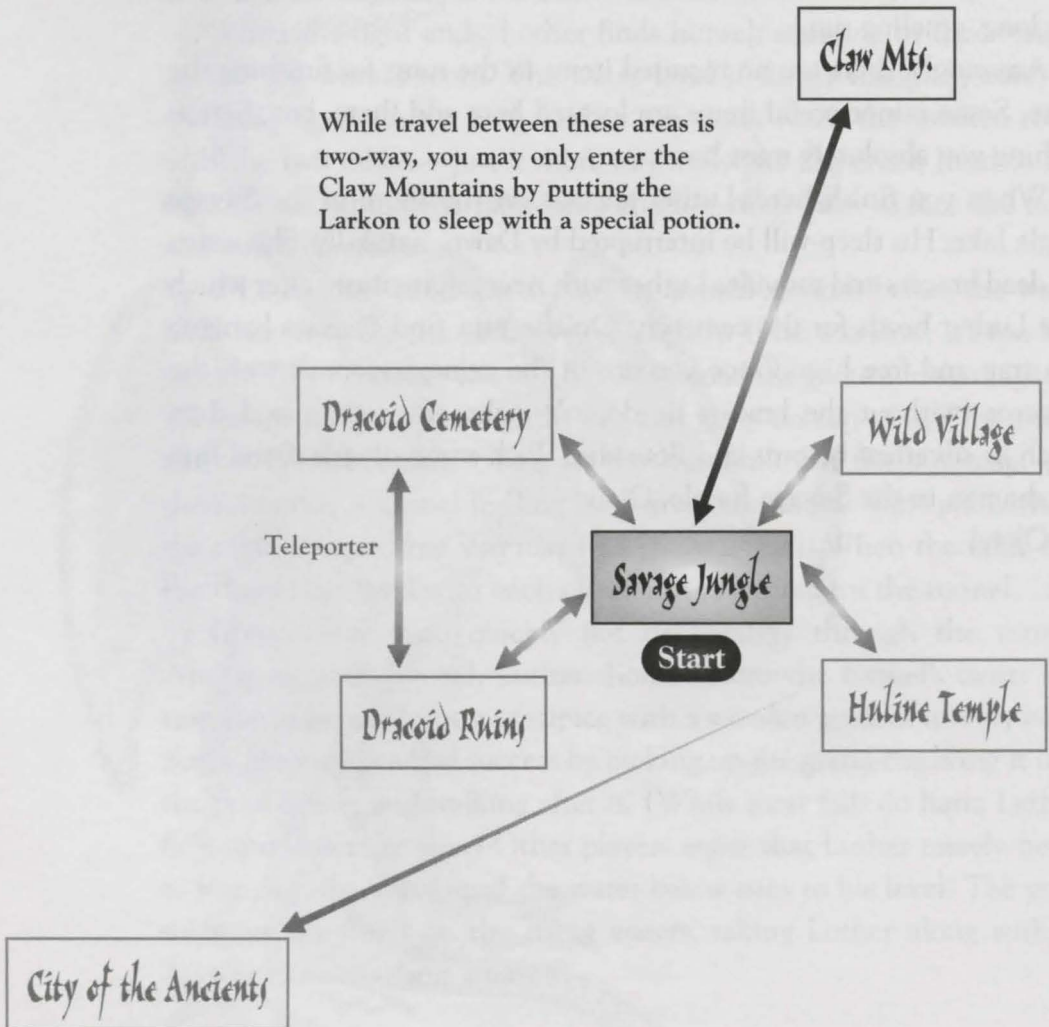 Claw Mts.
While travel between these areas is
two-way, you may only enter the
Claw Mountains by putting the
Larkon to sleep with a special potion.
Dracoid Cemetery
Wild Village
Teleporter
Savage Jungle
Start
Dracoid Ruins
Huline Temple
City of the Ancients